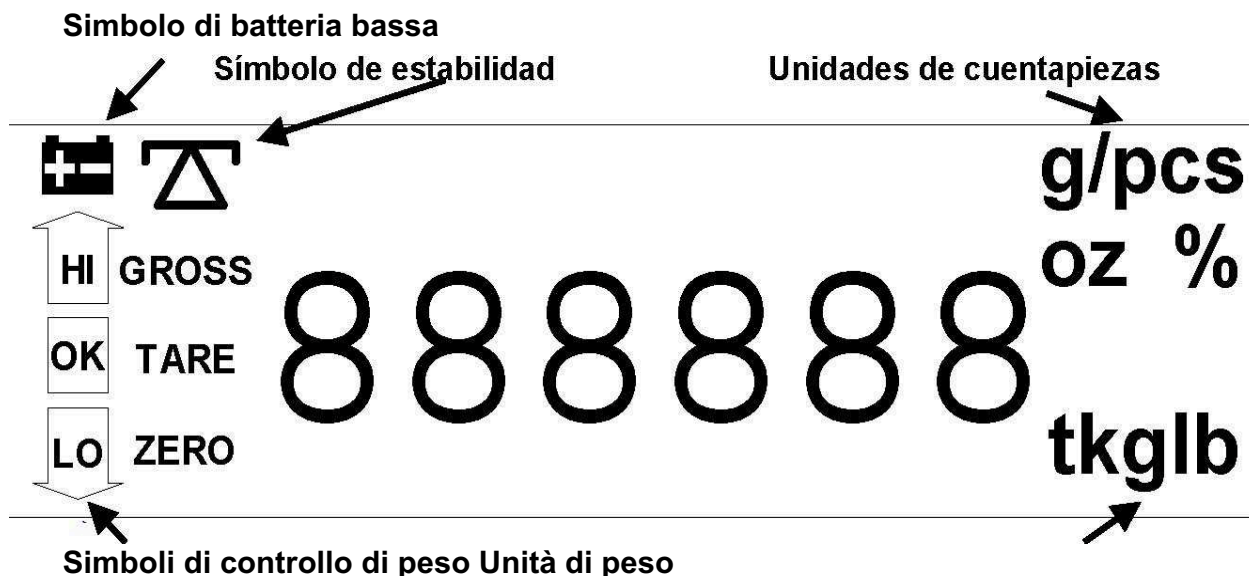 Simbolo di batteria bassa
Símbolo de estabilidad
Unidades de cuentapiezas
g/pcs
oz %
HI GROSS
888888
OK TARE
LO ZERO
tkglb
Simboli di controllo di peso Unità di peso